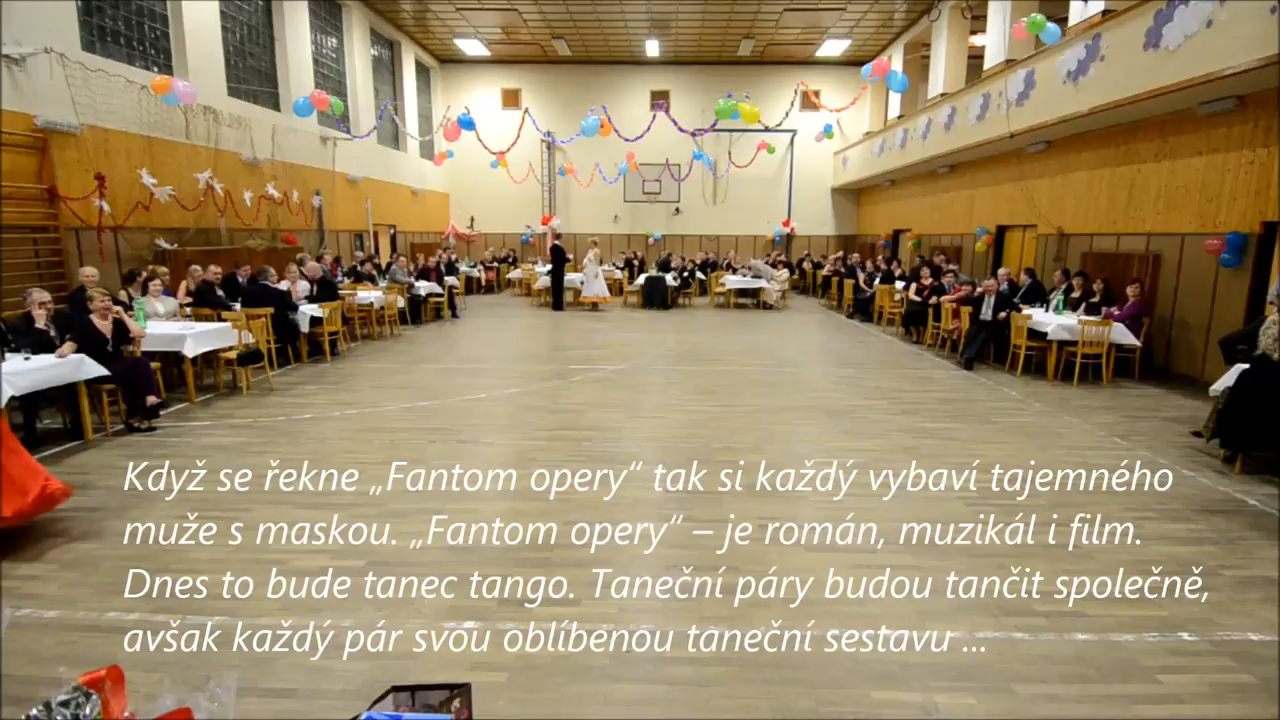 Když se řekne „Fantom opery“ tak si každý vybaví tajemného
muže s maskou. „Fantom opery“ – je román, muzikál i film.
Dnes to bude tanec tango. Taneční páry budou tančit společně,
avšak každý pár svou oblíbenou taneční sestavu ...